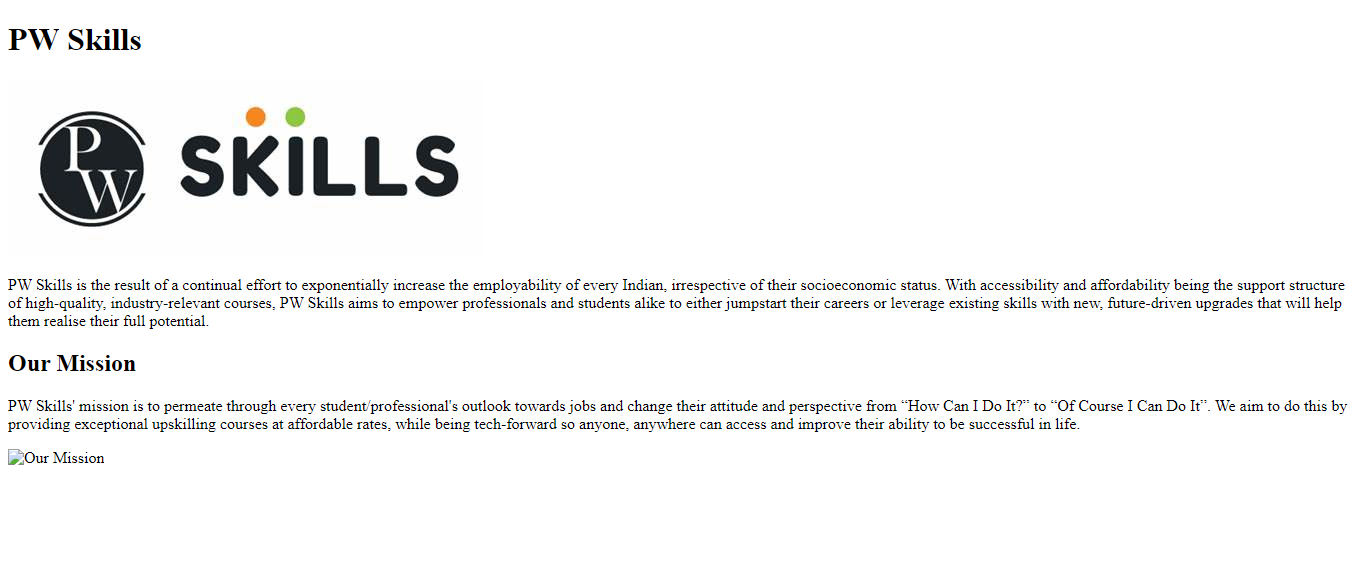 PW Skills
PW SKILLS
PW Skills is the result of a continual effort to exponentially increase the employability of every Indian, irrespective of their socioeconomic status. With accessibility and affordability being the support structure
of high-quality, industry-relevant courses, PW Skills aims to empower professionals and students alike to either jumpstart their careers or leverage existing skills with new, future-driven upgrades that will help
them realise their full potential.
Our Mission
PW Skills' mission is to permeate through every student/professional's outlook towards jobs and change their attitude and perspective from “How Can I Do It?” to “Of Course I Can Do It”. We aim to do this by
providing exceptional upskilling courses at affordable rates, while being tech-forward so anyone, anywhere can access and improve their ability to be successful in life.
Our Mission